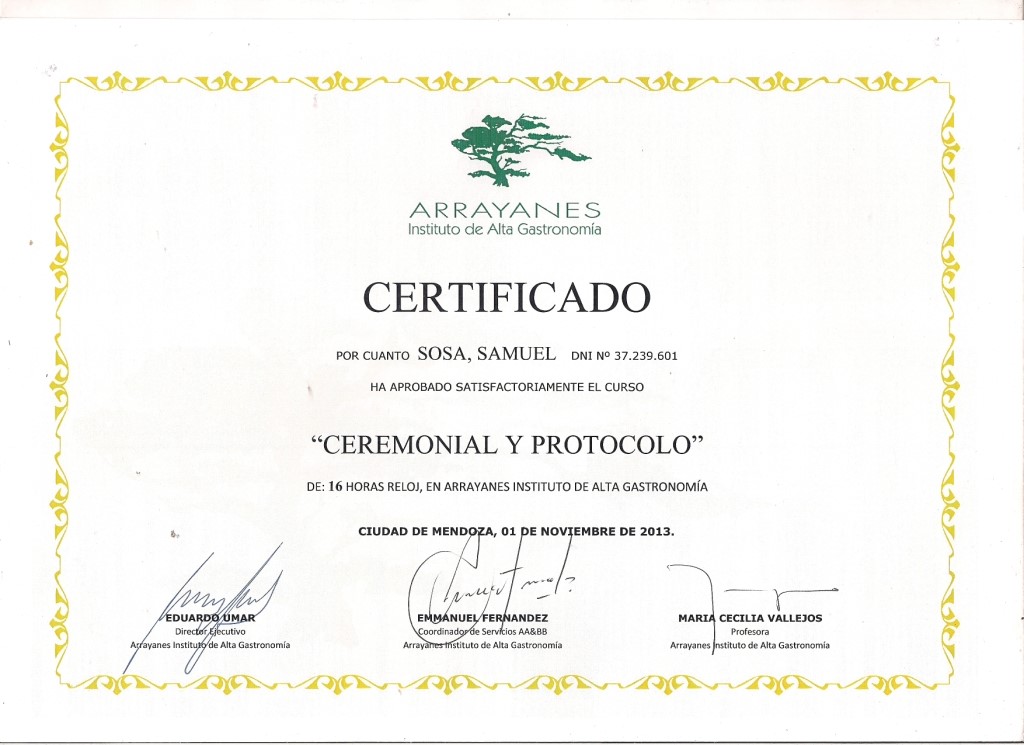 ARRAYANES
Instituto de Alta Gastronomía
CERTIFICADO
POR CUANTO SOSA, SAMUEL DNI Nº 37.239.601
HA APROBADO SATISFACTORIAMENTE EL CURSO
“CEREMONIAL Y PROTOCOLO”
DE: 16 HORAS RELOJ, EN ARRAYANES INSTITUTO DE ALTA GASTRONOMÍA
CIUDAD DE MENDOZA, 01 DE NOVIEMBRE DE 2013.
EDUARDO UMAR
Director Ejecutivo
Arrayanes Instituto de Alta Gastronomía
EMMANUEL FERNANDEZ
Coordinador de Servicios AA&BB
Arrayanes Instituto de Alta Gastronomía
MARIA CECILIA VALLEJOS
Profesora
Arrayanes Instituto de Alta Gastronomía